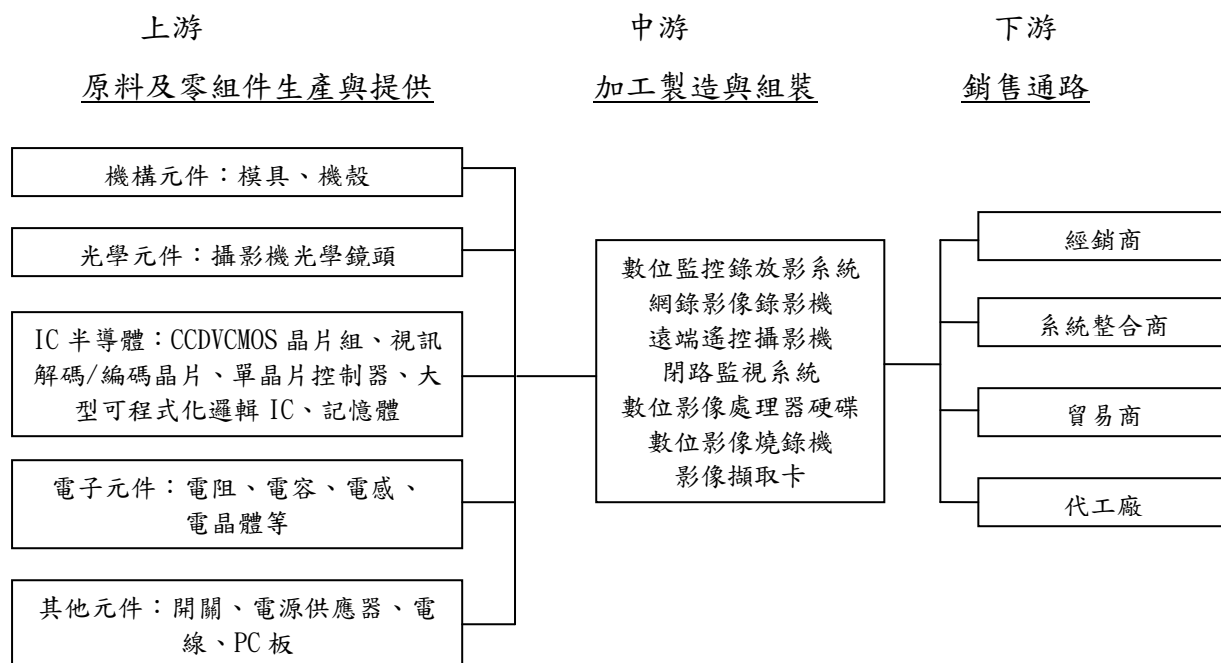 上游
中游
下游
原料及零組件生產與提供
加工製造與組裝
銷售通路
機構元件：模具、機殼
光學元件：攝影機光學鏡頭
IC 半導體：CCDVCMOS 晶片組、視訊
解碼/編碼晶片、單晶片控制器、大
型可程式化邏輯 IC、記憶體
電子元件：電阻、電容、電感、
電晶體等
其他元件：開關、電源供應器、電
線、PC 板
數位監控錄放影系統
網錄影像錄影機
遠端遙控攝影機
閉路監視系統
數位影像處理器硬碟
數位影像燒錄機
影像擷取卡
經銷商
系統整合商
貿易商
代工廠